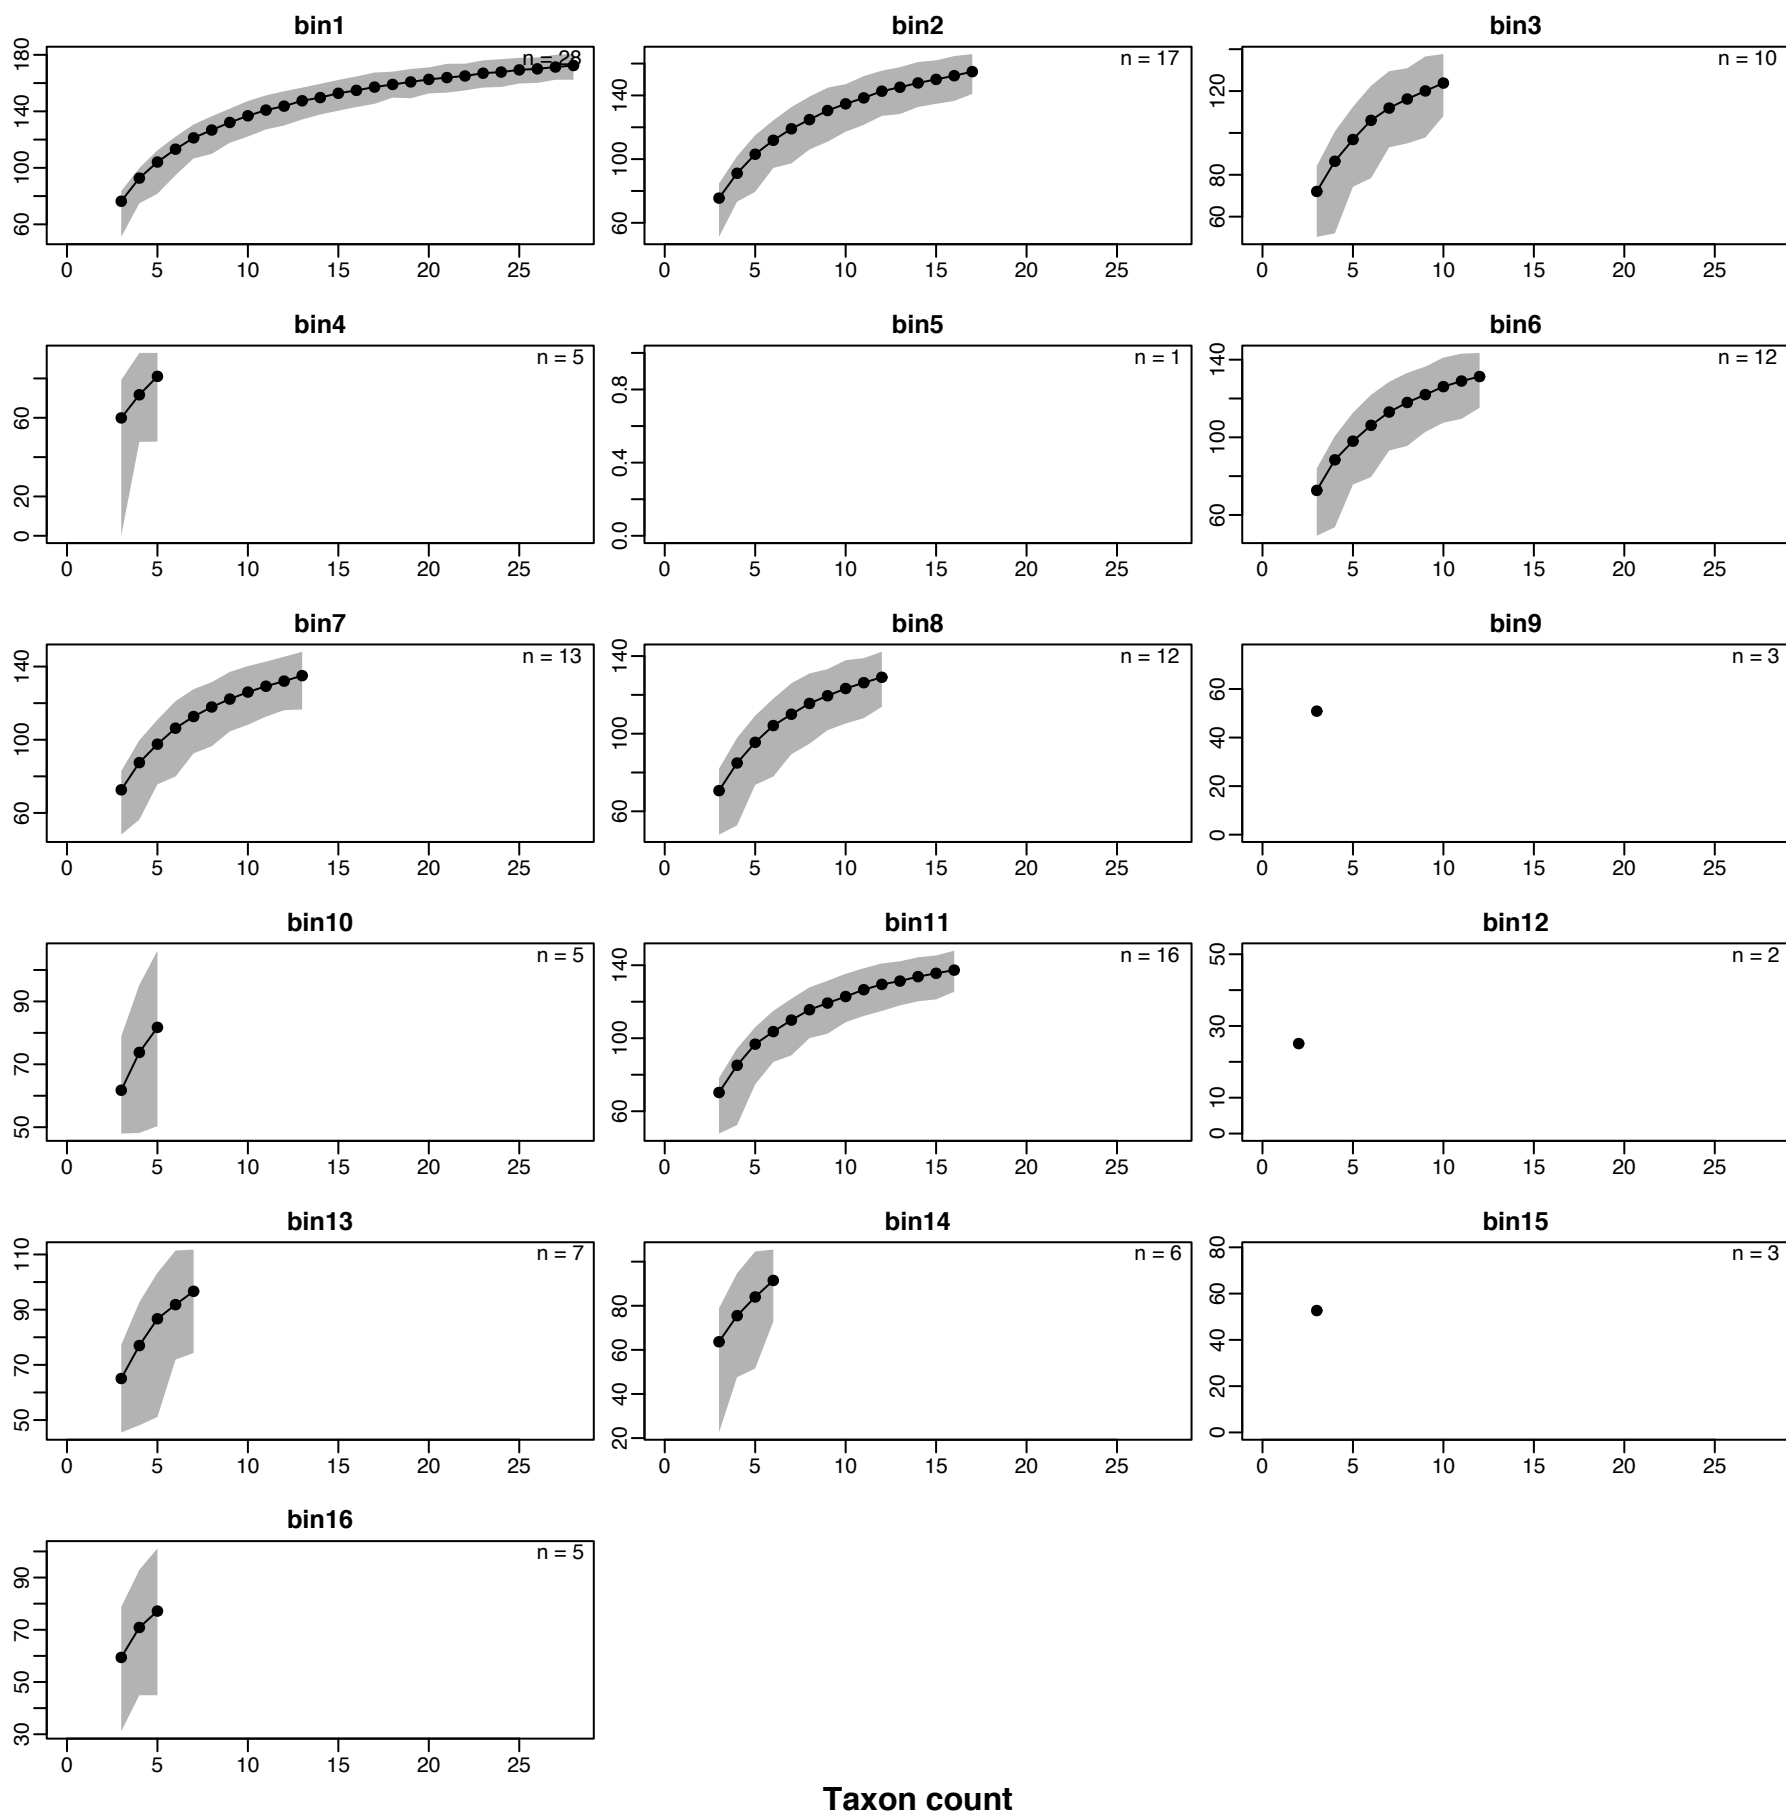 bin1
n = 28
60 100 140 180
0 5 10 15 20 25
bin2
n = 17
60 100 140
0 5 10 15 20 25
bin3
n = 10
60 80 120
0 5 10 15 20 25
bin4
n = 5
0 20 60
0 5 10 15 20 25
bin5
n = 1
0.0 0.4 0.8
0 5 10 15 20 25
bin6
n = 12
60 100 140
0 5 10 15 20 25
bin7
n = 13
60 100 140
0 5 10 15 20 25
bin8
n = 12
60 100 140
0 5 10 15 20 25
bin9
n = 3
0 20 40 60
0 5 10 15 20 25
bin10
n = 5
50 70 90
0 5 10 15 20 25
bin11
n = 16
60 100 140
0 5 10 15 20 25
bin12
n = 2
0 10 30 50
0 5 10 15 20 25
bin13
n = 7
50 70 90 110
0 5 10 15 20 25
bin14
n = 6
20 40 60 80
0 5 10 15 20 25
bin15
n = 3
0 20 40 60 80
0 5 10 15 20 25
bin16
n = 5
30 50 70 90
0 5 10 15 20 25
Taxon count